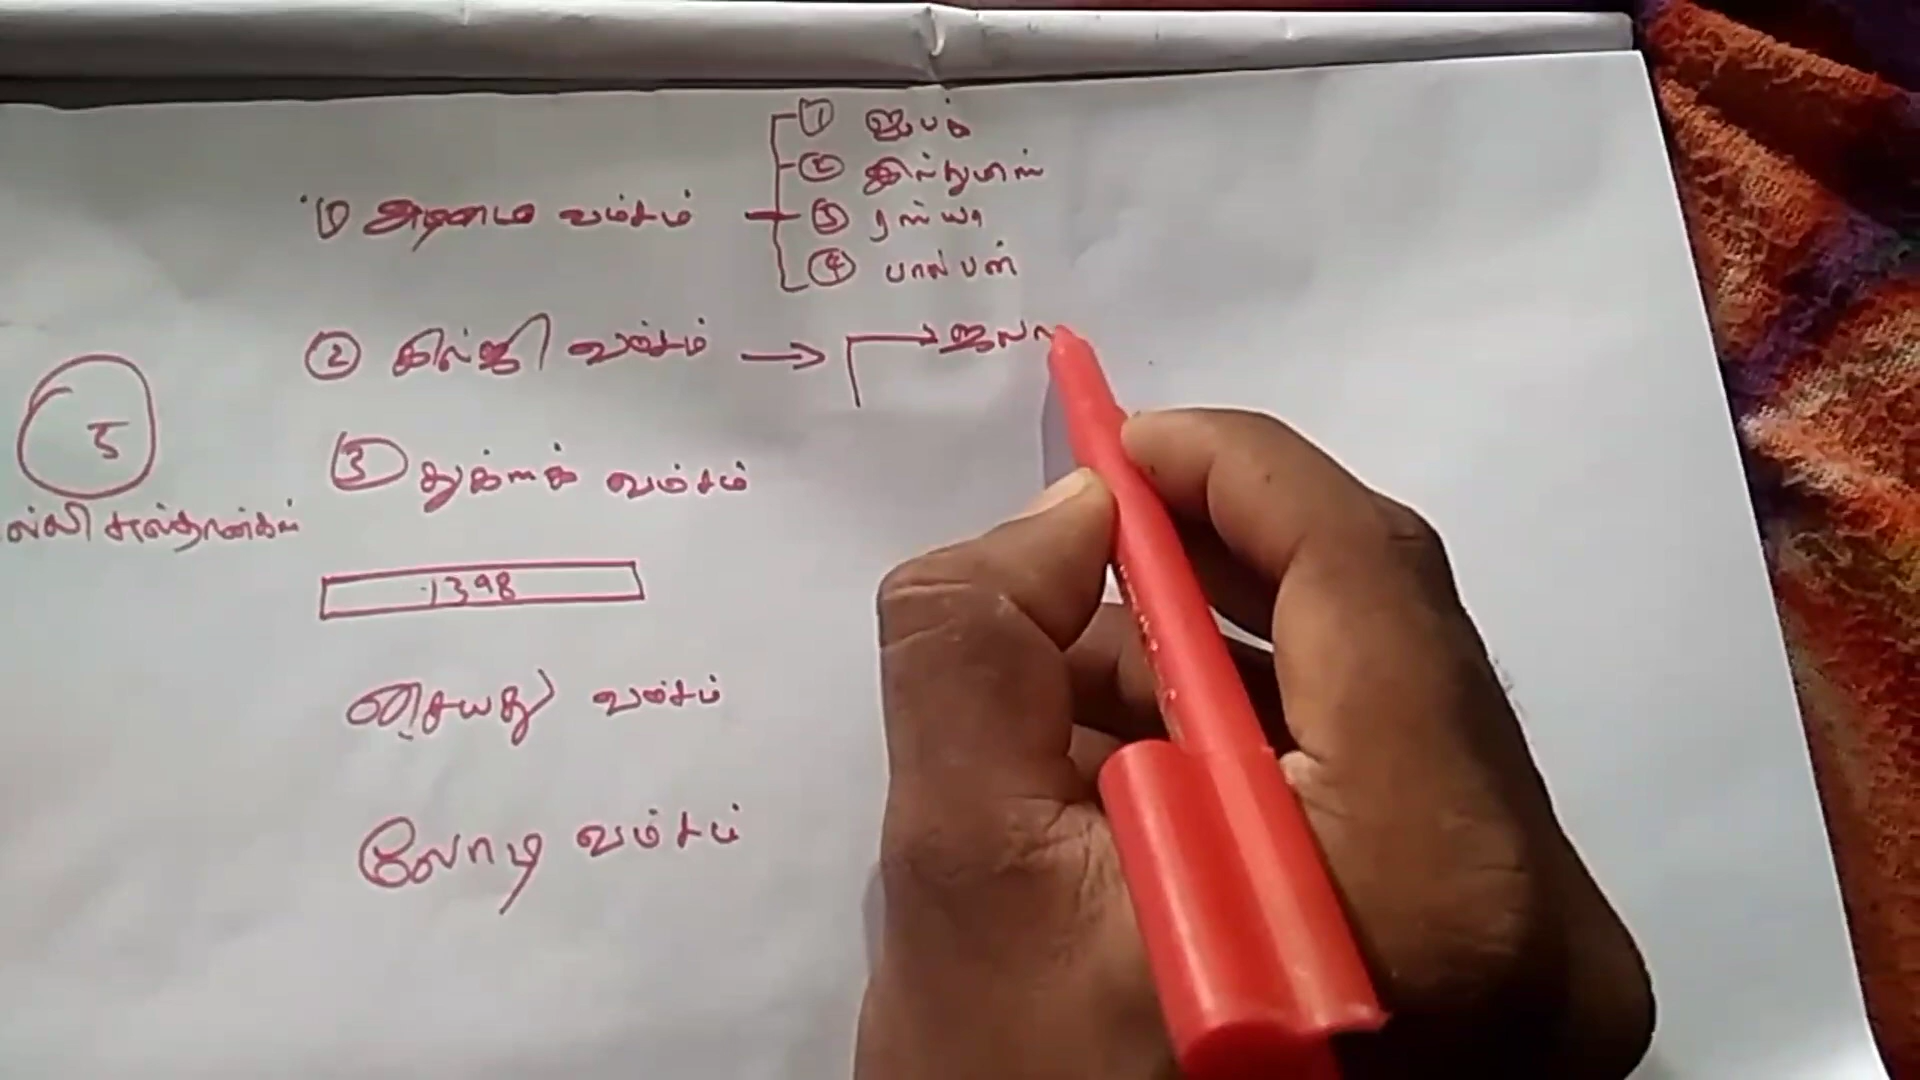 ① ஐபக்
② இல்துமிஸ்
① அடிமை வம்சம்
③ ரஸியா
④ பால்பன்
② கில்ஜி வம்சம்
ஜலா
5
③ துக்ளக் வம்சம்
ல்லி சுல்தான்கள்
1398
சையது வம்சம்
லோடி வம்சம்